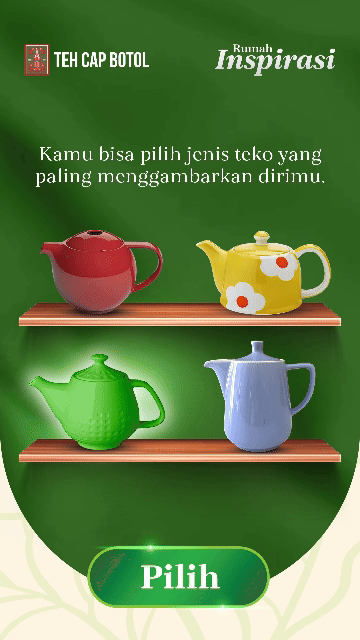 TEH CAP BOTOL
Rumah
Inspirasi
Kamu bisa pilih jenis teko yang
paling menggambarkan dirimu.
Pilih